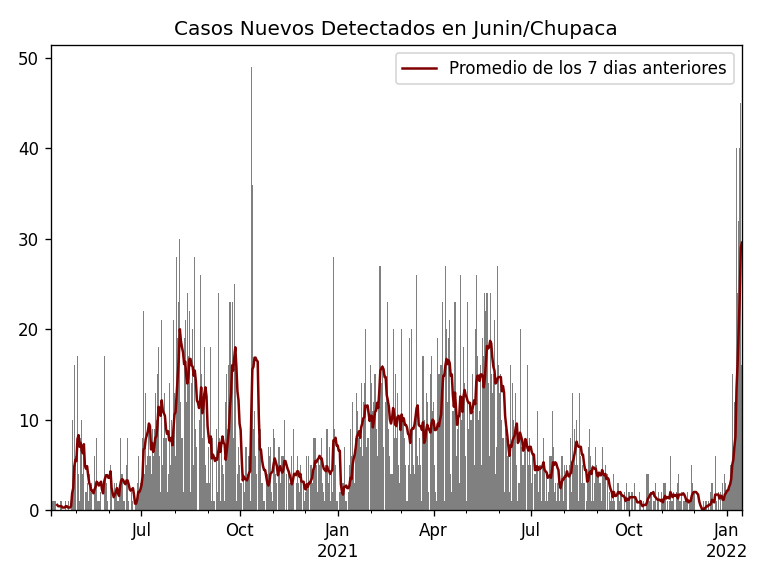 Casos Nuevos Detectados en Junin/Chupaca
Promedio de los 7 dias anteriores
50
40
30
20
10
0
Jul
Oct
Jan
2021
Apr
Jul
Oct
Jan
2022